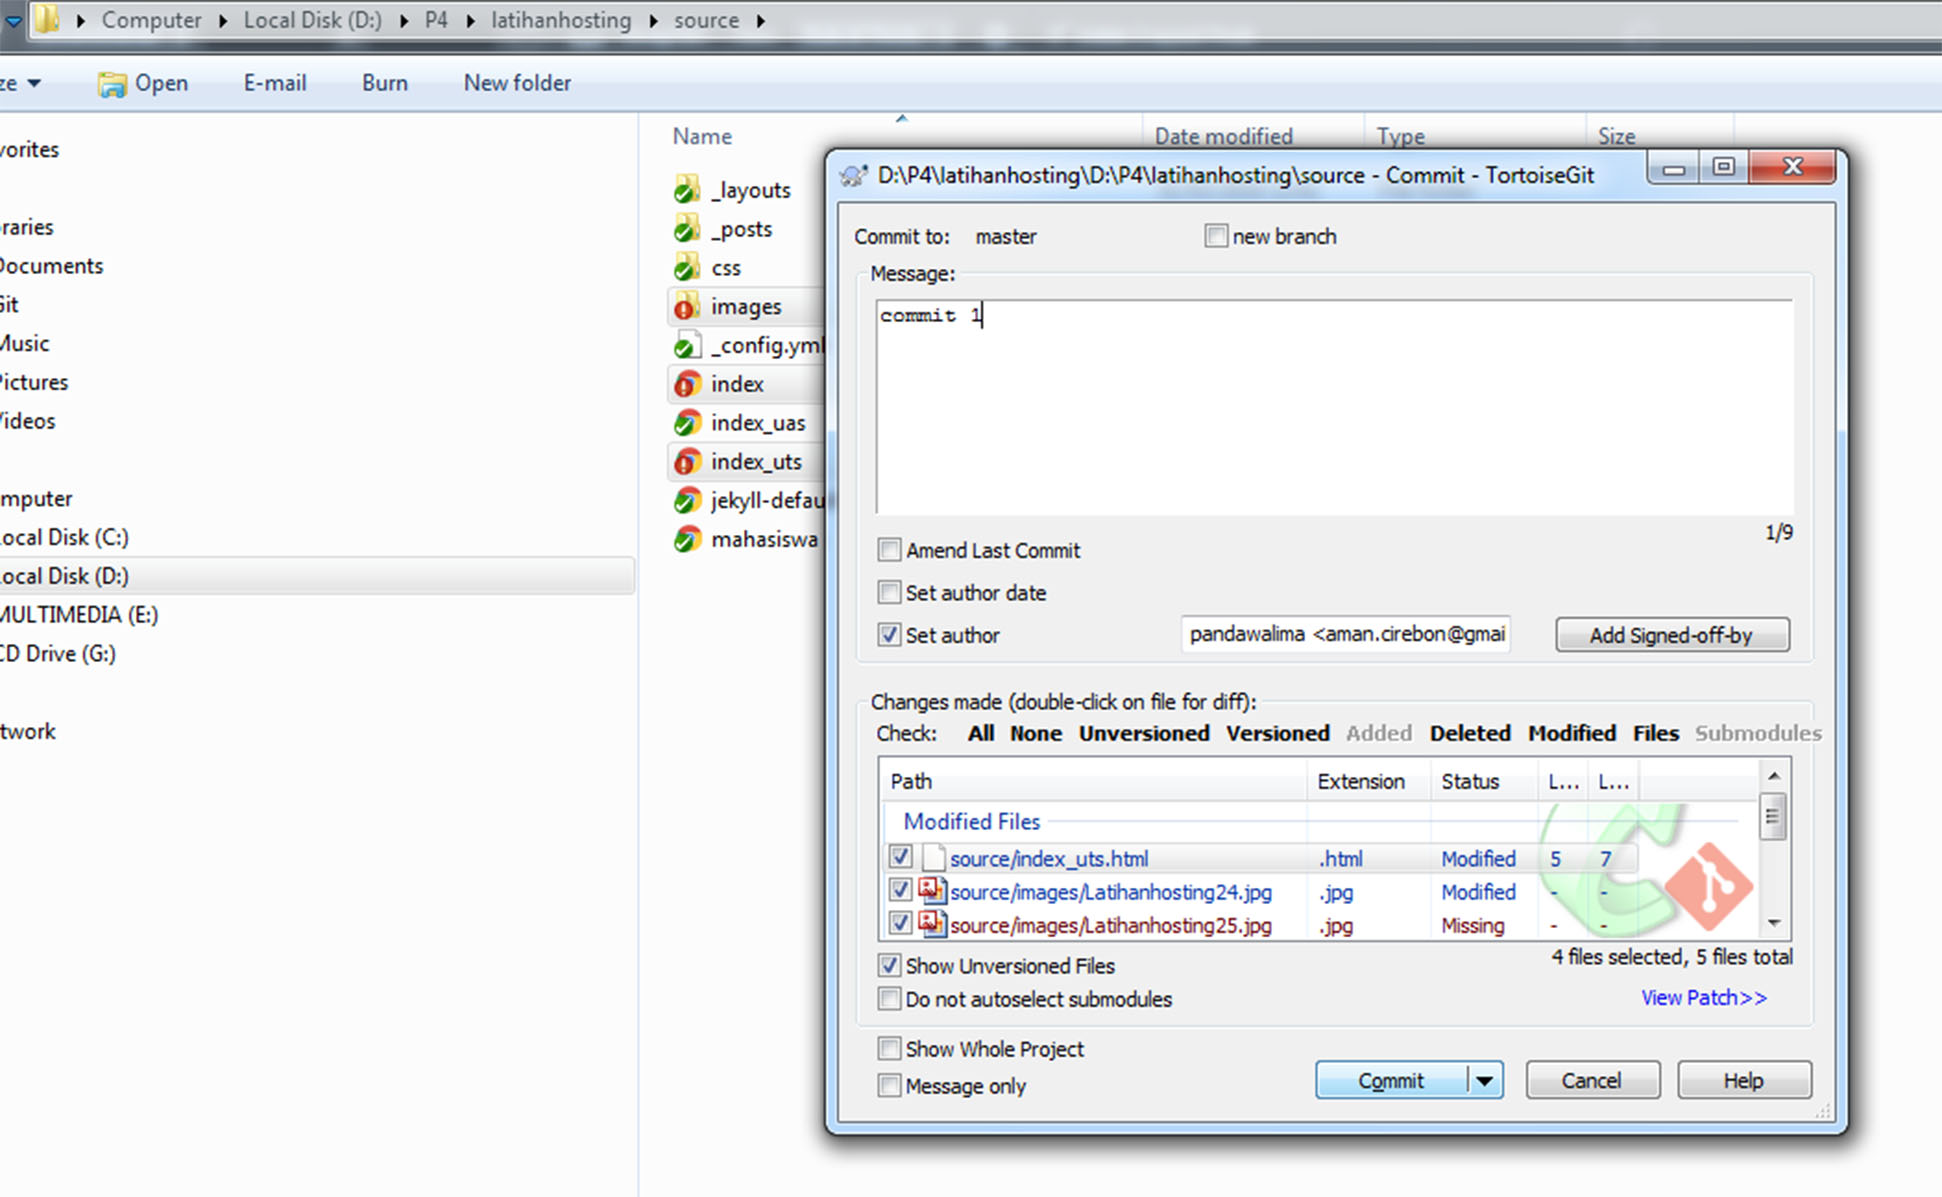 Computer Local Disk (D:) P4 latihanhosting source
ze Open E-mail Burn New folder
vorites
raries
Documents
Git
Music
Pictures
Videos
mputer
ocal Disk (C:)
ocal Disk (D:)
MULTIMEDIA (E:)
CD Drive (G:)
twork
Name Date modified Type Size
_layouts
_posts
css
images
_config.yml
index
index_uas
index_uts
jekyll-defau
mahasiswa
D:\P4\latihanhosting\D:\P4\latihanhosting\source - Commit - TortoiseGit
Commit to: master new branch
Message:
commit 1
1/9
Amend Last Commit
Set author date
Set author pandawalima <aman.cirebon@gmai Add Signed-off-by
Changes made (double-click on file for diff):
Check: All None Unversioned Versioned Added Deleted Modified Files Submodules
Path Extension Status L... L...
Modified Files
source/index_uts.html .html Modified 5 7
source/images/Latihanhosting24.jpg .jpg Modified - -
source/images/Latihanhosting25.jpg .jpg Missing - -
Show Unversioned Files 4 files selected, 5 files total
Do not autoselect submodules View Patch>>
Show Whole Project
Message only
Commit Cancel Help